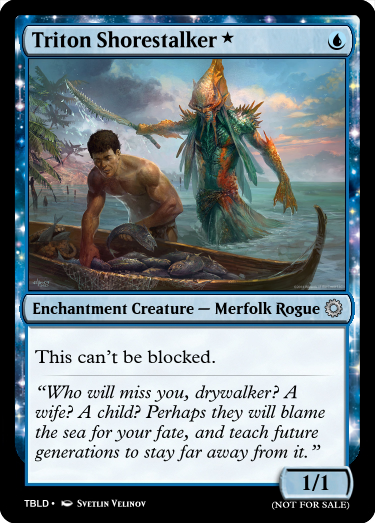 Triton Shorestalker ★
Enchantment Creature — Merfolk Rogue
This can’t be blocked.
“Who will miss you, drywalker? A
wife? A child? Perhaps they will blame
the sea for your fate, and teach future
generations to stay far away from it.”
1/1
TBLD • Svetlin Velinov
(NOT FOR SALE)